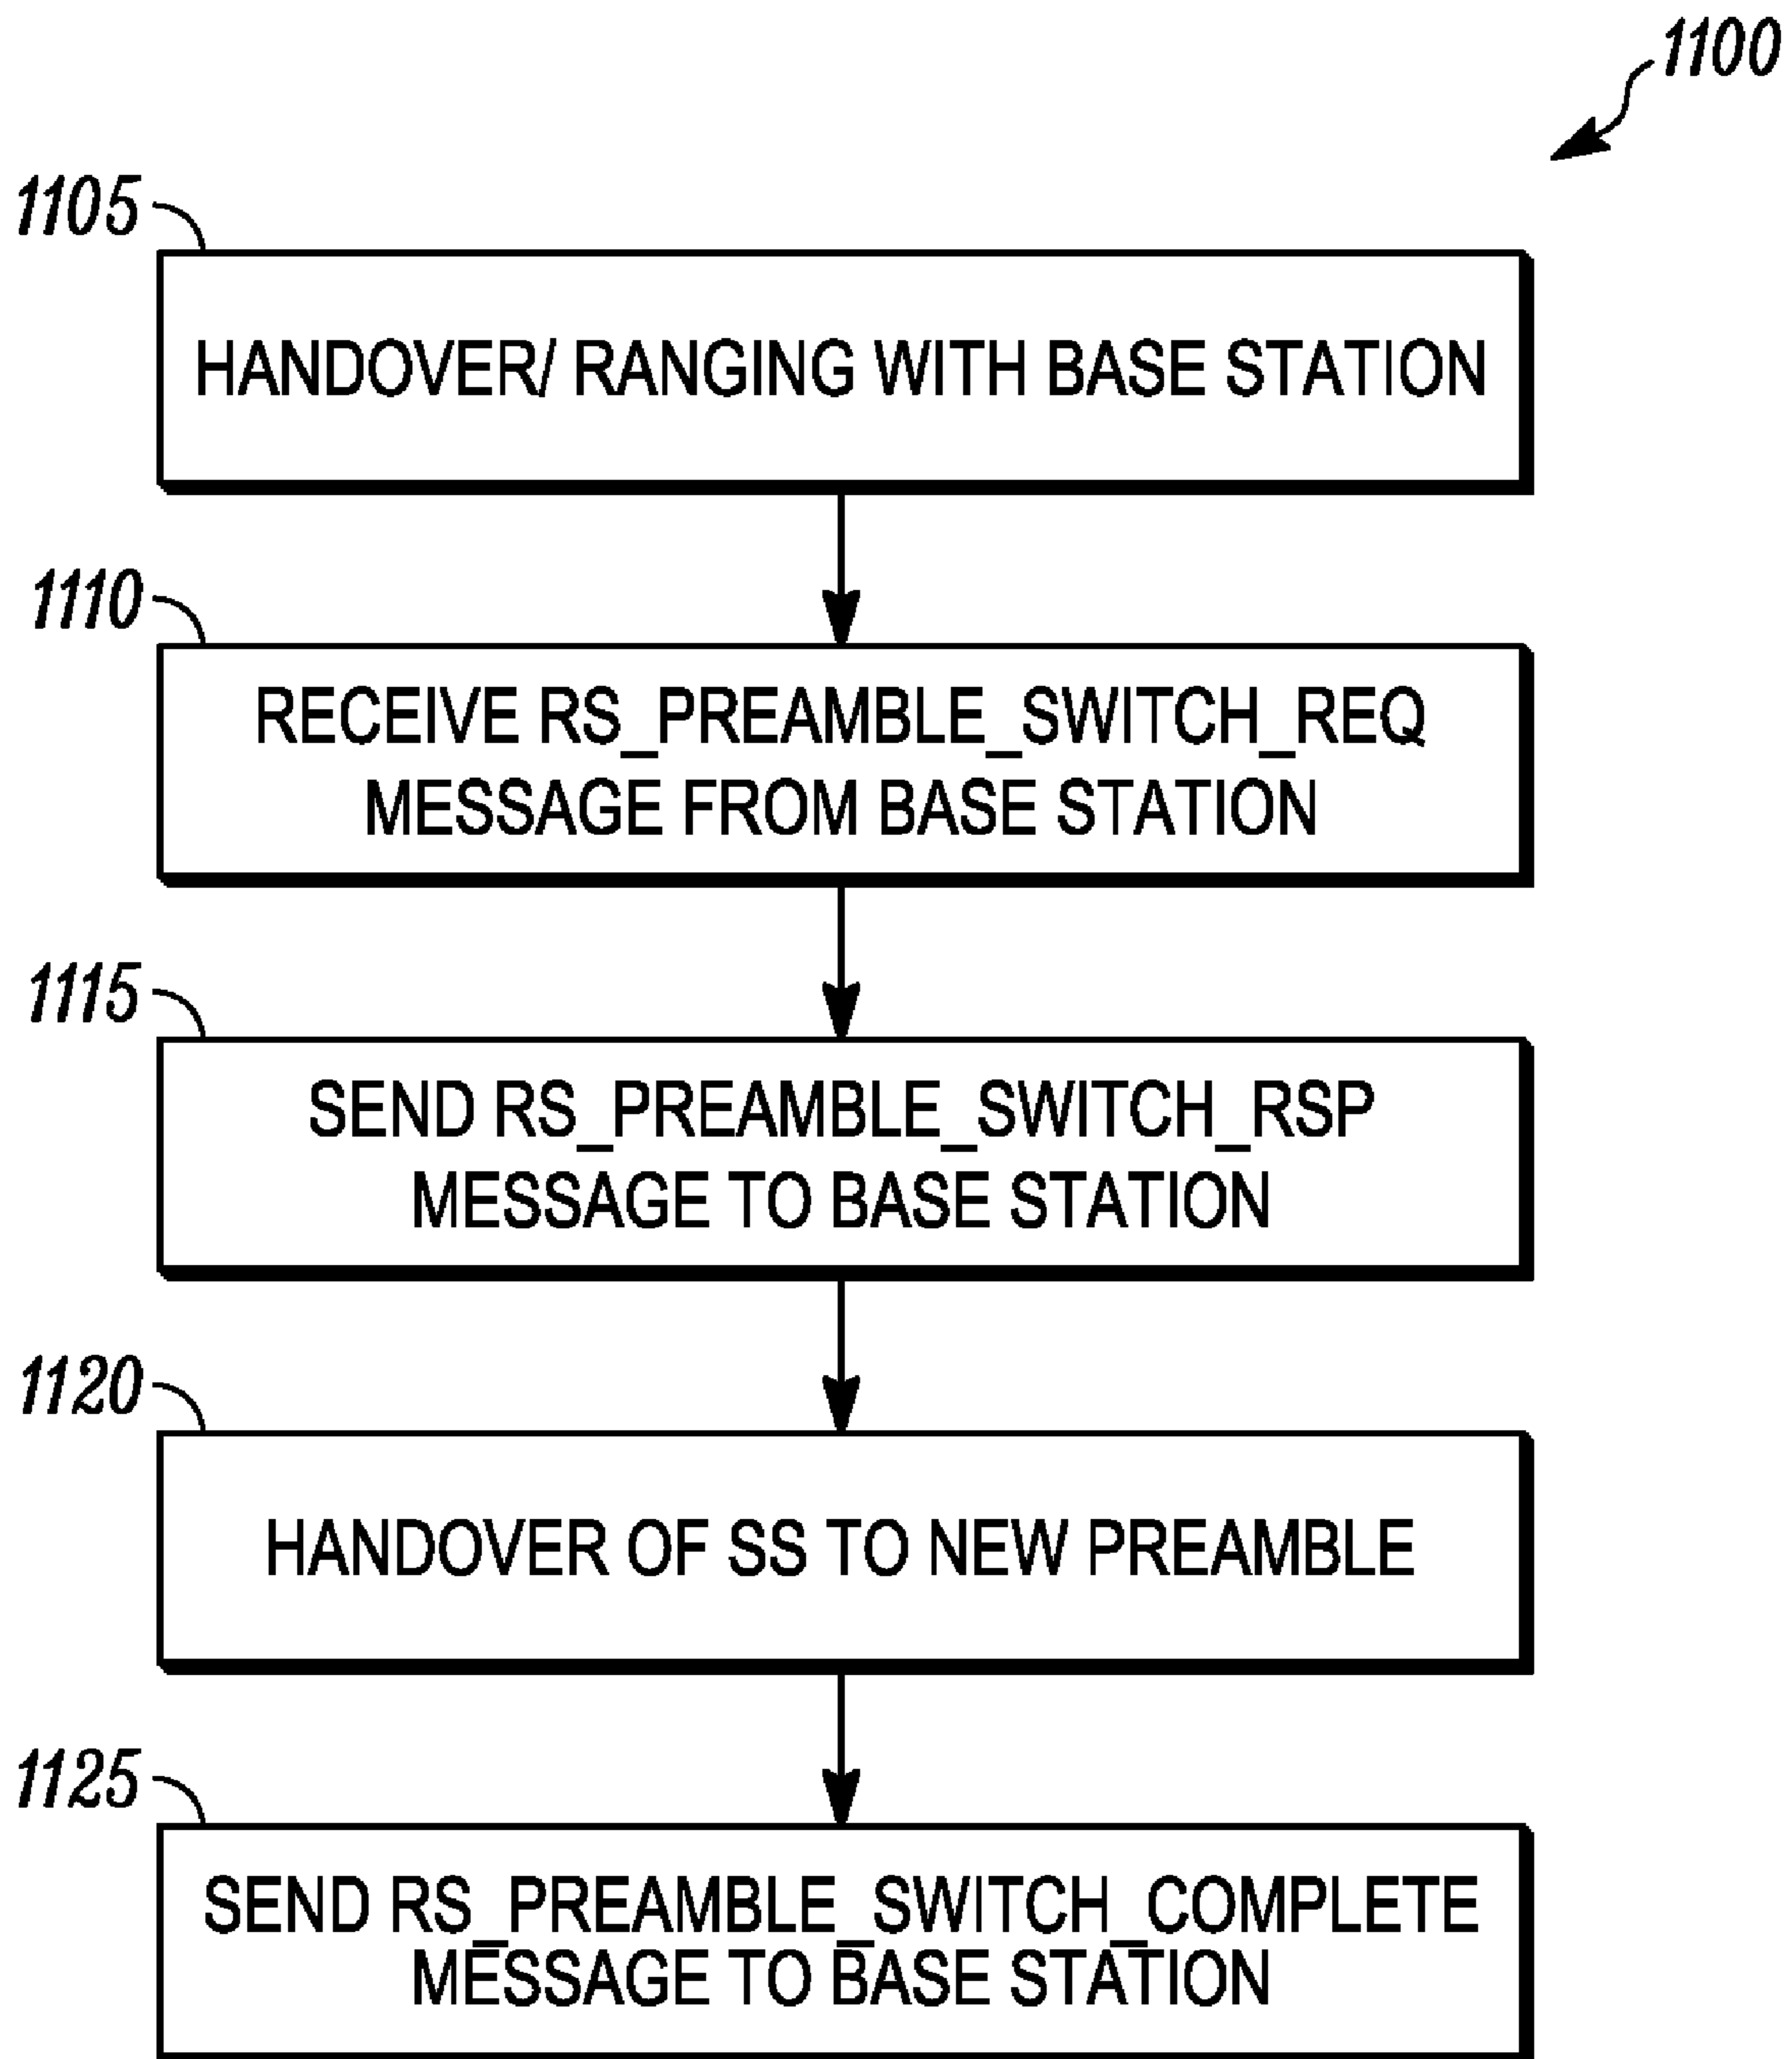 1100
1105
HANDOVER/ RANGING WITH BASE STATION
1110
RECEIVE RS_PREAMBLE_SWITCH_REQ
MESSAGE FROM BASE STATION
1115
SEND RS_PREAMBLE_SWITCH_RSP
MESSAGE TO BASE STATION
1120
HANDOVER OF SS TO NEW PREAMBLE
1125
SEND RS_PREAMBLE_SWITCH_COMPLETE
MESSAGE TO BASE STATION